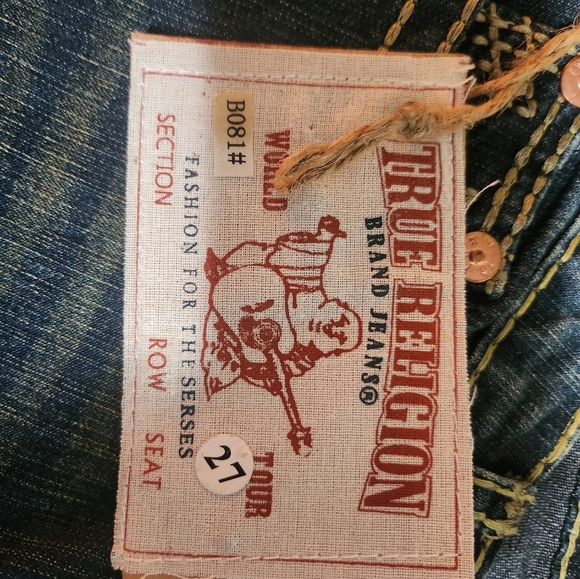 TRUE RELIGION
BRAND JEANS®
WORLD TOUR
B081#
27
FASHION FOR THE SERSES
SECTION ROW SEAT